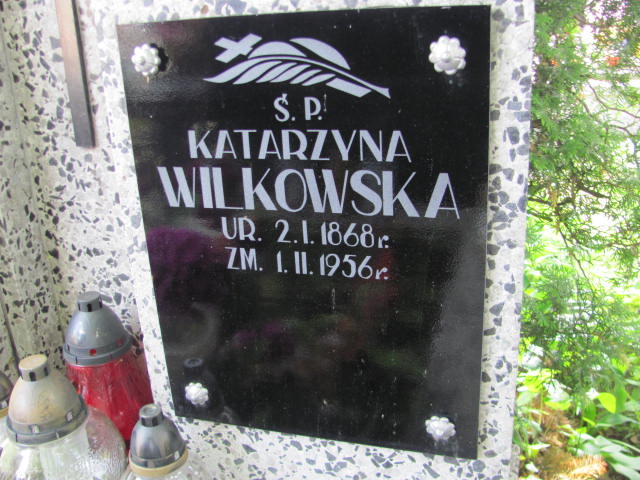 Ś. P.
KATARZYNA
WILKOWSKA
UR. 2. I. 1868 r.
ZM. 1. II. 1956 r.